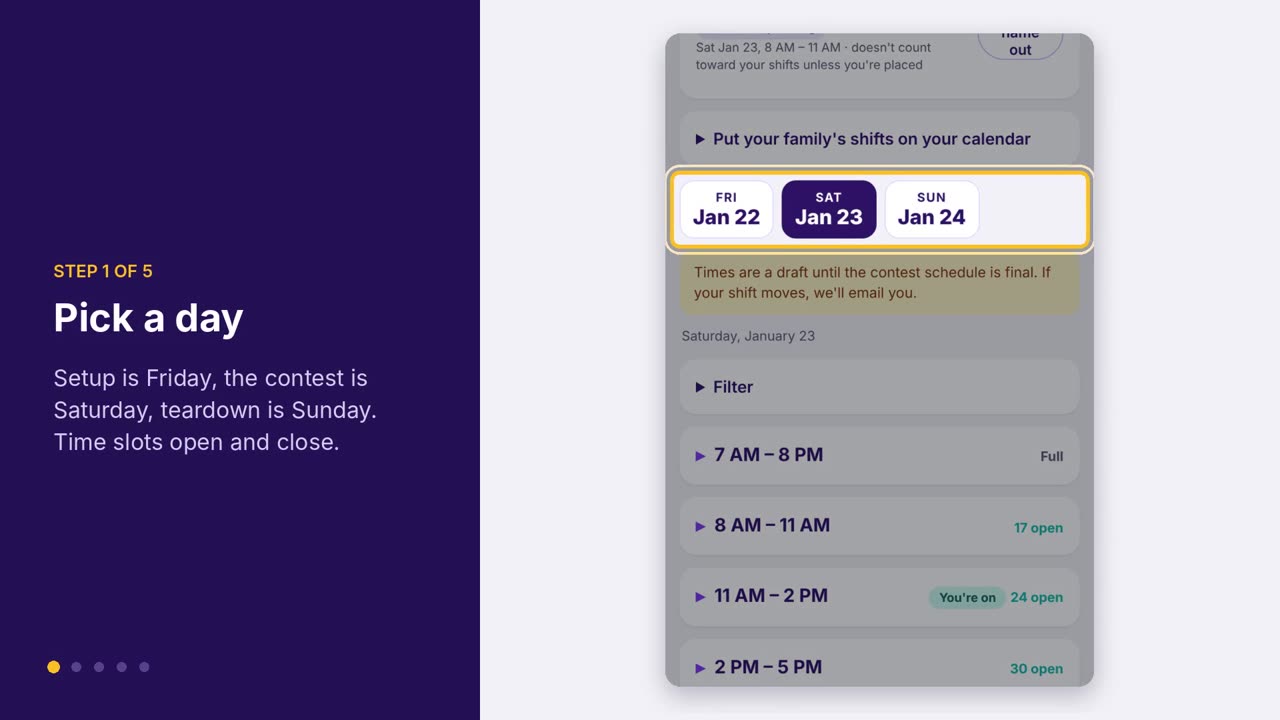 STEP 1 OF 5
Pick a day
Setup is Friday, the contest is
Saturday, teardown is Sunday.
Time slots open and close.
name
out
Sat Jan 23, 8 AM – 11 AM · doesn't count
toward your shifts unless you're placed
▶ Put your family's shifts on your calendar
FRI
Jan 22
SAT
Jan 23
SUN
Jan 24
Times are a draft until the contest schedule is final. If
your shift moves, we'll email you.
Saturday, January 23
▶ Filter
▶ 7 AM – 8 PM
Full
▶ 8 AM – 11 AM
17 open
▶ 11 AM – 2 PM
You're on
24 open
▶ 2 PM – 5 PM
30 open